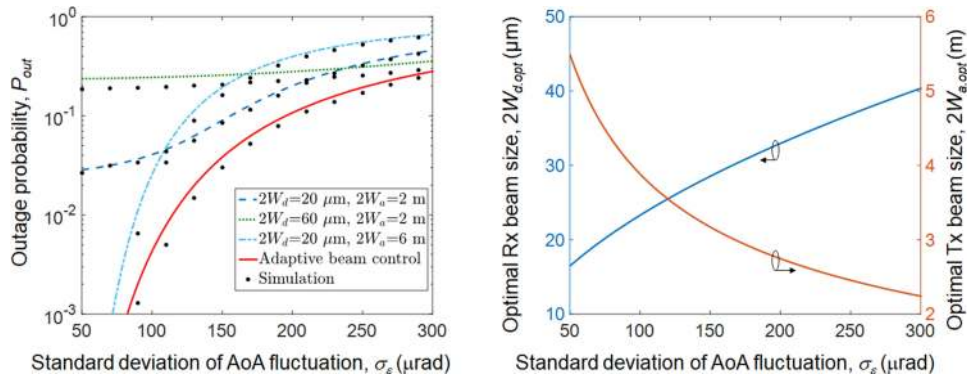 10^0
10^-1
10^-2
10^-3
50 100 150 200 250 300
Outage probability, P_out
Standard deviation of AoA fluctuation, σ_ε (μrad)
2W_d=20 μm, 2W_a=2 m
2W_d=60 μm, 2W_a=2 m
2W_d=20 μm, 2W_a=6 m
Adaptive beam control
Simulation
Optimal Rx beam size, 2W_d,opt (μm)
50
40
30
20
10
50 100 150 200 250 300
Standard deviation of AoA fluctuation, σ_ε (μrad)
6
5
4
3
2
Optimal Tx beam size, 2W_a,opt (m)